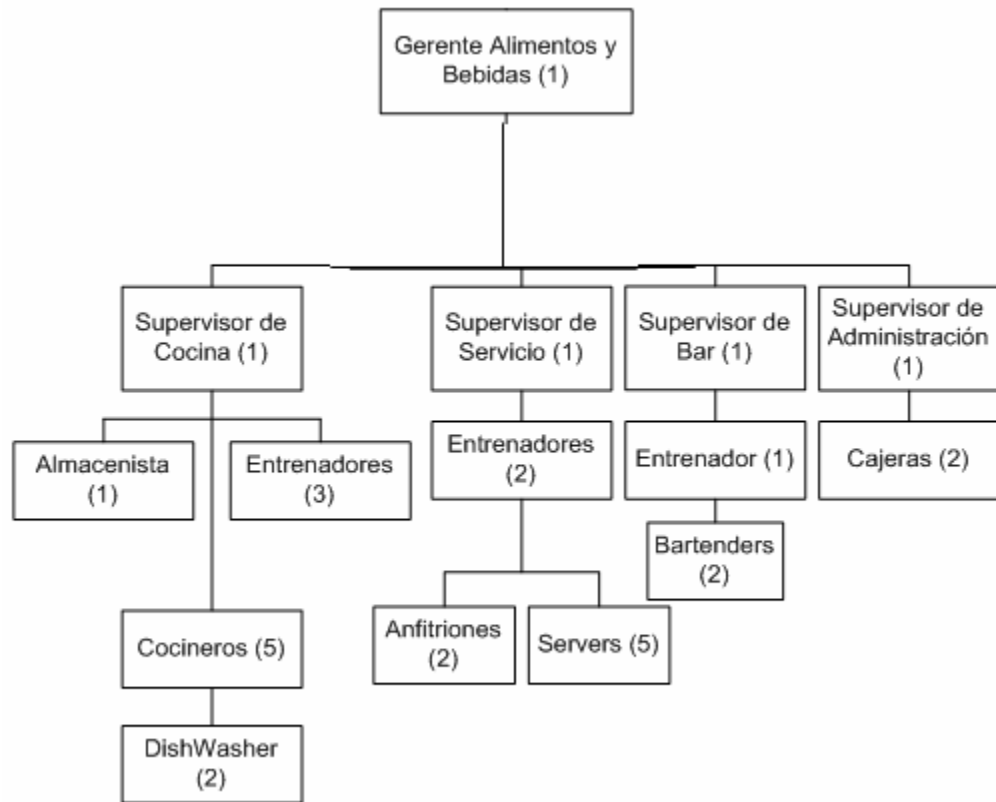 Gerente Alimentos y
Bebidas (1)
Supervisor de
Cocina (1)
Supervisor de
Servicio (1)
Supervisor de
Bar (1)
Supervisor de
Administración
(1)
Almacenista
(1)
Entrenadores
(3)
Entrenadores
(2)
Entrenador (1)
Cajeras (2)
Bartenders
(2)
Cocineros (5)
Anfitriones
(2)
Servers (5)
DishWasher
(2)